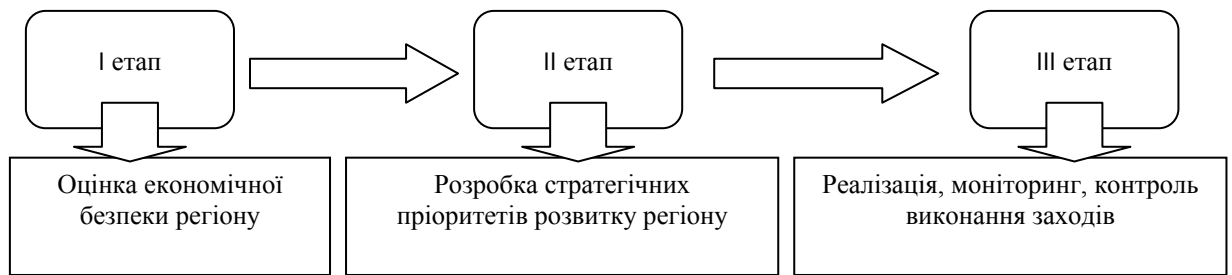 І етап
ІІ етап
ІІІ етап
Оцінка економічної
безпеки регіону
Розробка стратегічних
пріоритетів розвитку регіону
Реалізація, моніторинг, контроль
виконання заходів